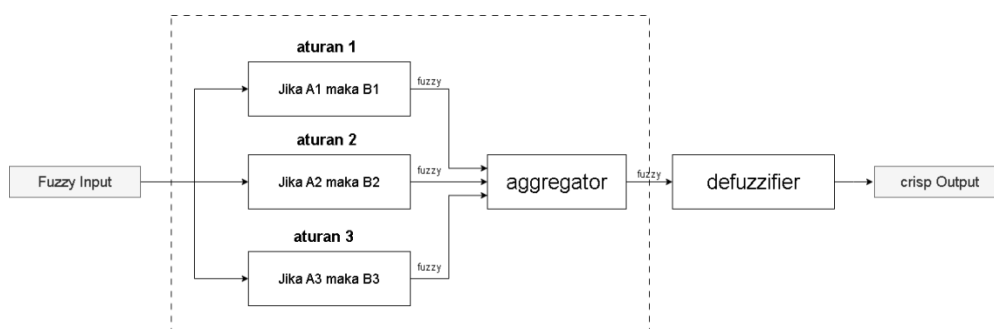 aturan 1
Jika A1 maka B1
fuzzy
aturan 2
Fuzzy Input
Jika A2 maka B2
fuzzy
aggregator
fuzzy
defuzzifier
crisp Output
aturan 3
Jika A3 maka B3
fuzzy